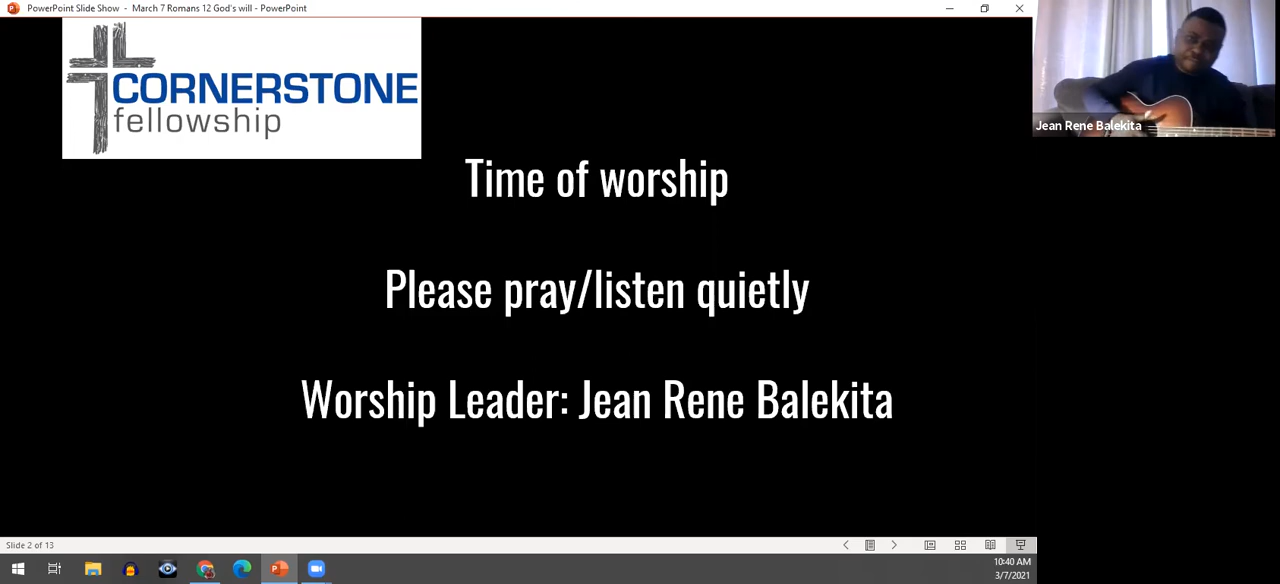 PowerPoint Slide Show - March 7 Romans 12 God's will - PowerPoint
CORNERSTONE
fellowship
Jean Rene Balekita
Time of worship
Please pray/listen quietly
Worship Leader: Jean Rene Balekita
Slide 2 of 13
10:40 AM
3/7/2021